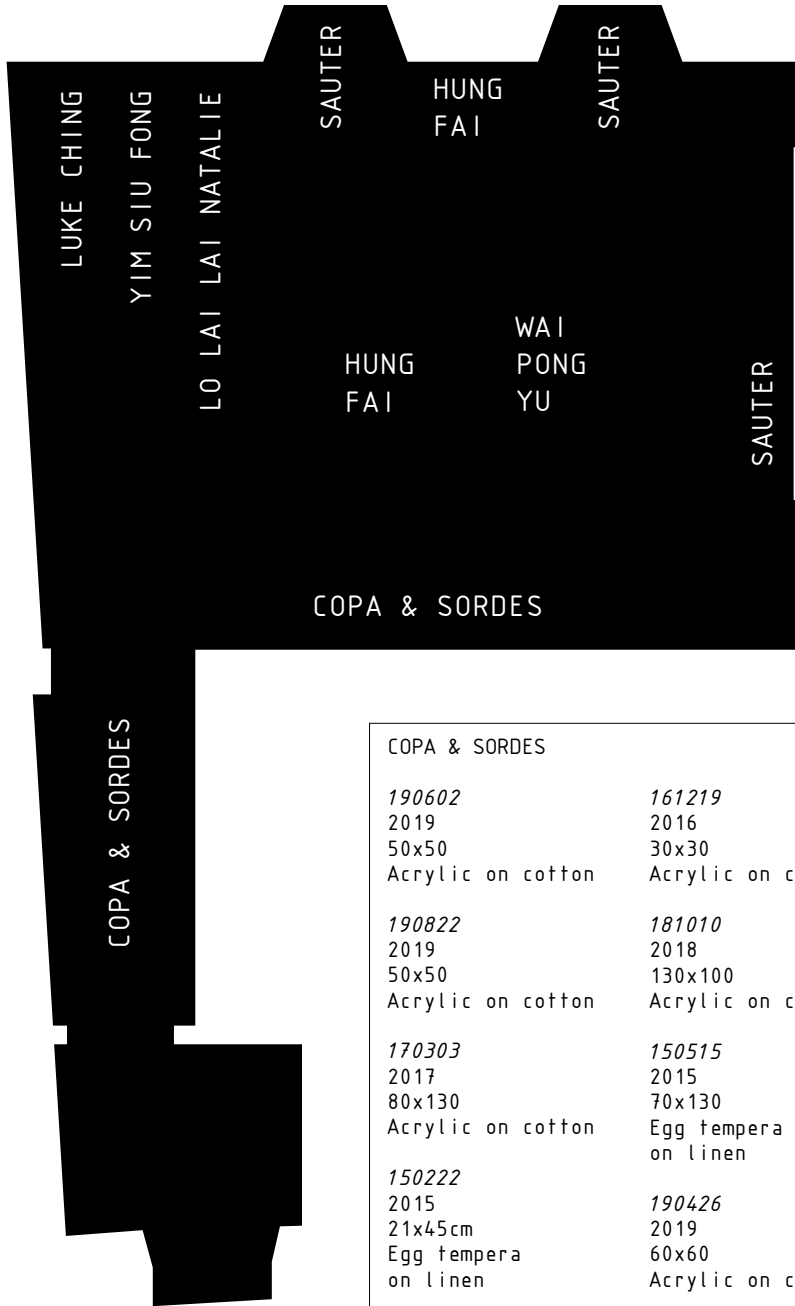 LUKE CHING
YIM SIU FONG
LO LAI LAI NATALIE
SAUTER
HUNG
FAI
SAUTER
HUNG
FAI
WAI
PONG
YU
SAUTER
COPA & SORDES
COPA & SORDES
COPA & SORDES
190602
2019
50x50
Acrylic on cotton
190822
2019
50x50
Acrylic on cotton
170303
2017
80x130
Acrylic on cotton
150222
2015
21x45cm
Egg tempera
on linen
161219
2016
30x30
Acrylic on c
181010
2018
130x100
Acrylic on c
150515
2015
70x130
Egg tempera
on linen
190426
2019
60x60
Acrylic on c